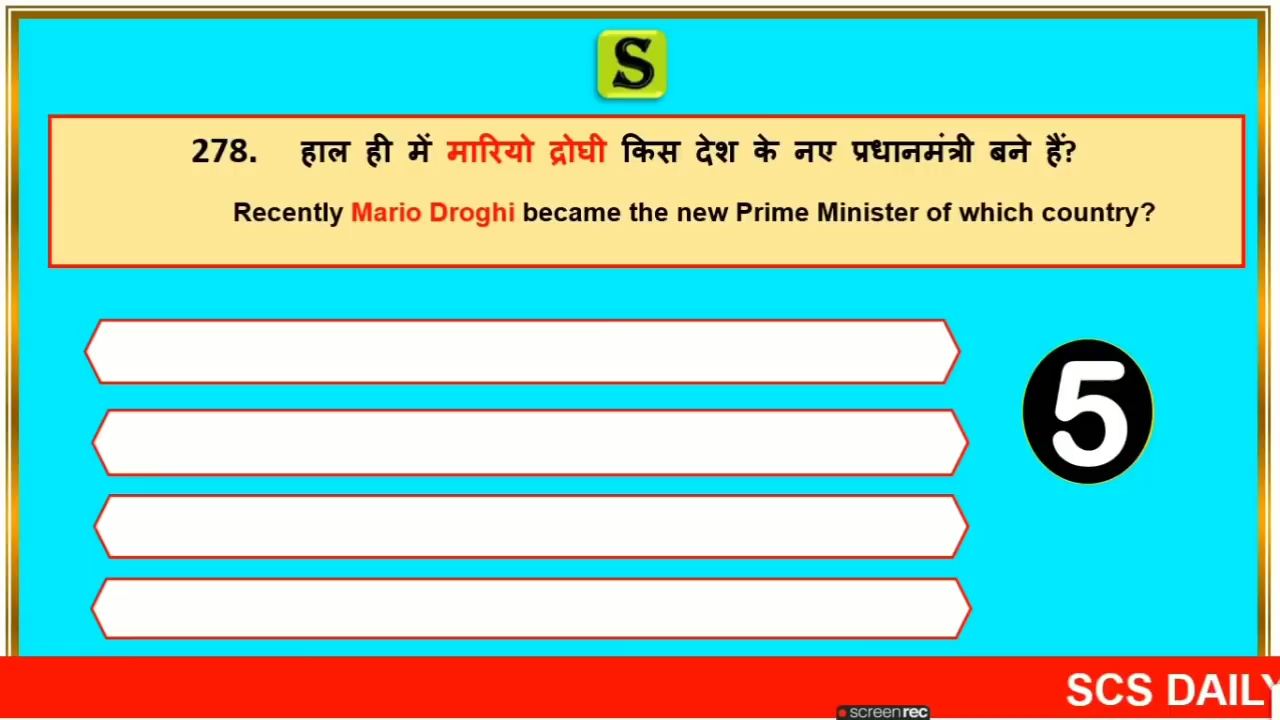 S
278. हाल ही में मारियो द्रोघी किस देश के नए प्रधानमंत्री बने हैं?
Recently Mario Droghi became the new Prime Minister of which country?
5
SCS DAILY
screenrec